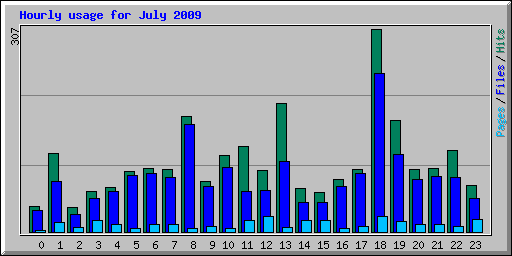 Hourly usage for July 2009
307
Pages / Files / Hits
0 1 2 3 4 5 6 7 8 9 10 11 12 13 14 15 16 17 18 19 20 21 22 23